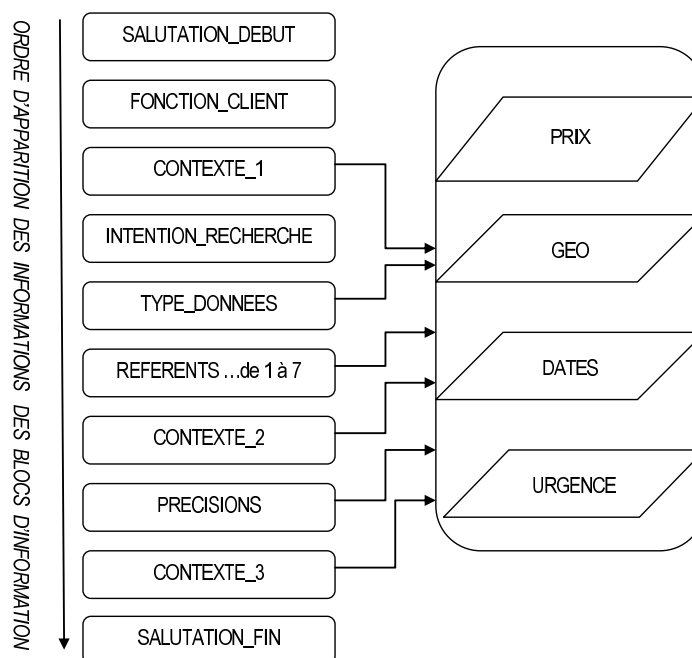 ORDRE D'APPARITION DES INFORMATIONS DES BLOCS D'INFORMATION
SALUTATION_DEBUT
FONCTION_CLIENT
CONTEXTE_1
INTENTION_RECHERCHE
TYPE_DONNEES
REFERENTS ...de 1 à 7
CONTEXTE_2
PRECISIONS
CONTEXTE_3
SALUTATION_FIN
PRIX
GEO
DATES
URGENCE